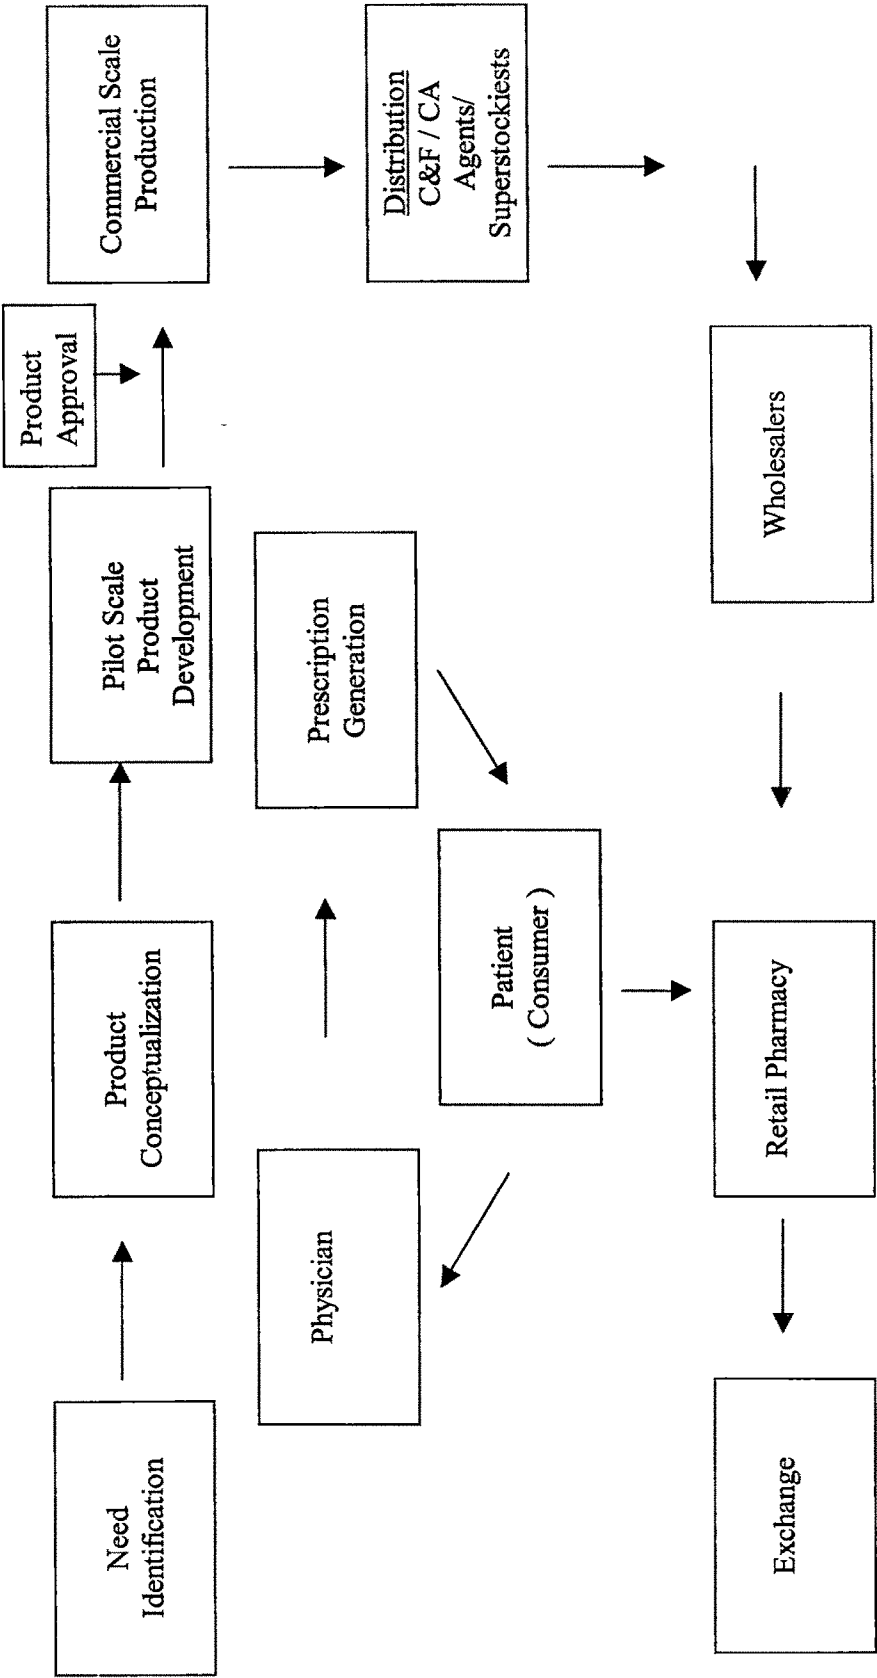 Need
Identification
Product
Conceptualization
Pilot Scale
Product
Development
Product
Approval
Commercial Scale
Production
Physician
Prescription
Generation
Distribution
C&F / CA
Agents/
Superstockiests
Patient
( Consumer )
Exchange
Retail Pharmacy
Wholesalers